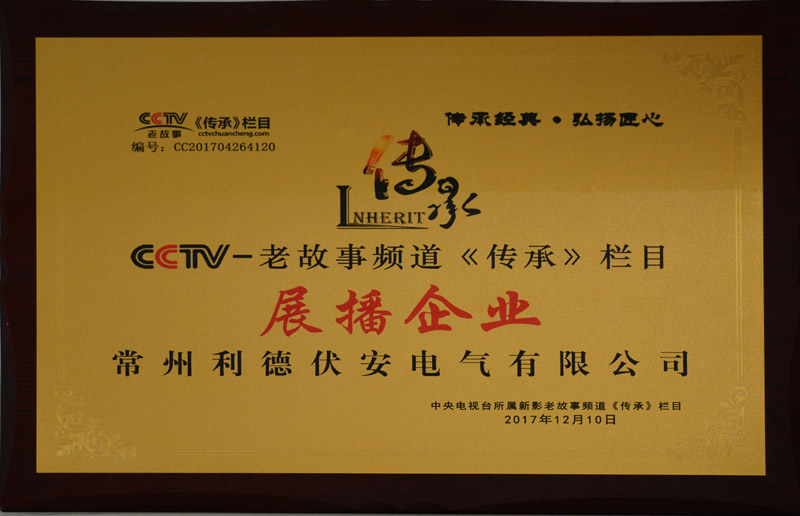 CCTV 《传承》栏目
老故事 cctvchuancheng.com
编号：CC201704264120
传承经典·弘扬匠心
传承
INHERIT
CCTV-老故事频道《传承》栏目
展播企业
常州利德伏安电气有限公司
中央电视台所属新影老故事频道《传承》栏目
2017年12月10日